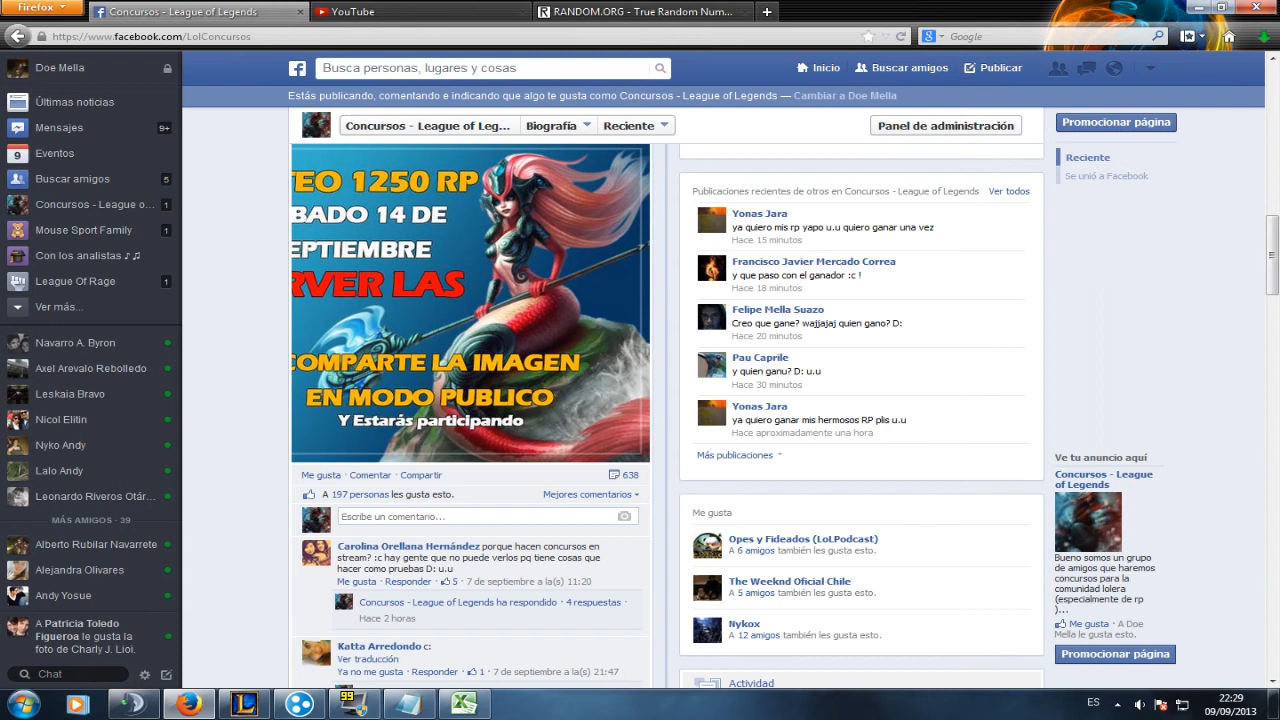 Firefox
Concursos - League of Legends
YouTube
RANDOM.ORG - True Random Num...
https://www.facebook.com/LolConcursos
Google
Doe Mella
Últimas noticias
Mensajes 9+
9 Eventos
Buscar amigos 5
Concursos - League o... 1
Mouse Sport Family 1
Con los analistas ♪♫
League Of Rage 1
Ver más...
Navarro A. Byron
Axel Arevalo Rebolledo
Leskaia Bravo
Nicol Elitin
Nyko Andy
Lalo Andy
Leonardo Riveros Otár...
MÁS AMIGOS · 39
Alberto Rubilar Navarrete
Alejandra Olivares
Andy Yosue
A Patricia Toledo
Figueroa le gusta la
foto de Charly J. Lioi.
Chat
Busca personas, lugares y cosas
Inicio
Buscar amigos
Publicar
Estás publicando, comentando e indicando que algo te gusta como Concursos - League of Legends — Cambiar a Doe Mella
Concursos - League of Leg...
Biografía
Reciente
Panel de administración
TEO 1250 RP
BADO 14 DE
EPTIEMBRE
RVER LAS
COMPARTE LA IMAGEN
EN MODO PUBLICO
Y Estarás participando
Me gusta · Comentar · Compartir 638
A 197 personas les gusta esto. Mejores comentarios
Escribe un comentario...
Carolina Orellana Hernández porque hacen concursos en
stream? :c hay gente que no puede verlos pq tiene cosas que
hacer como pruebas D: u.u
Me gusta · Responder · 5 · 7 de septiembre a la(s) 11:20
Concursos - League of Legends ha respondido · 4 respuestas ·
Hace 2 horas
Katta Arredondo c:
Ver traducción
Ya no me gusta · Responder · 1 · 7 de septiembre a la(s) 21:47
Publicaciones recientes de otros en Concursos - League of Legends Ver todos
Yonas Jara
ya quiero mis rp yapo u.u quiero ganar una vez
Hace 15 minutos
Francisco Javier Mercado Correa
y que paso con el ganador :c !
Hace 18 minutos
Felipe Mella Suazo
Creo que gane? wajjajaj quien gano? D:
Hace 20 minutos
Pau Caprile
y quien ganu? D: u.u
Hace 30 minutos
Yonas Jara
ya quiero ganar mis hermosos RP plis u.u
Hace aproximadamente una hora
Más publicaciones
Me gusta
Opes y Fideados (LoLPodcast)
A 6 amigos también les gusta esto.
The Weeknd Oficial Chile
A 5 amigos también les gusta esto.
Nykox
A 12 amigos también les gusta esto.
Actividad
Promocionar página
Reciente
Se unió a Facebook
Ve tu anuncio aquí
Concursos - League
of Legends
Bueno somos un grupo
de amigos que haremos
concursos para la
comunidad lolera
(especialmente de rp
)...
Me gusta · A Doe
Mella le gusta esto.
Promocionar página
99
ES
22:29
09/09/2013